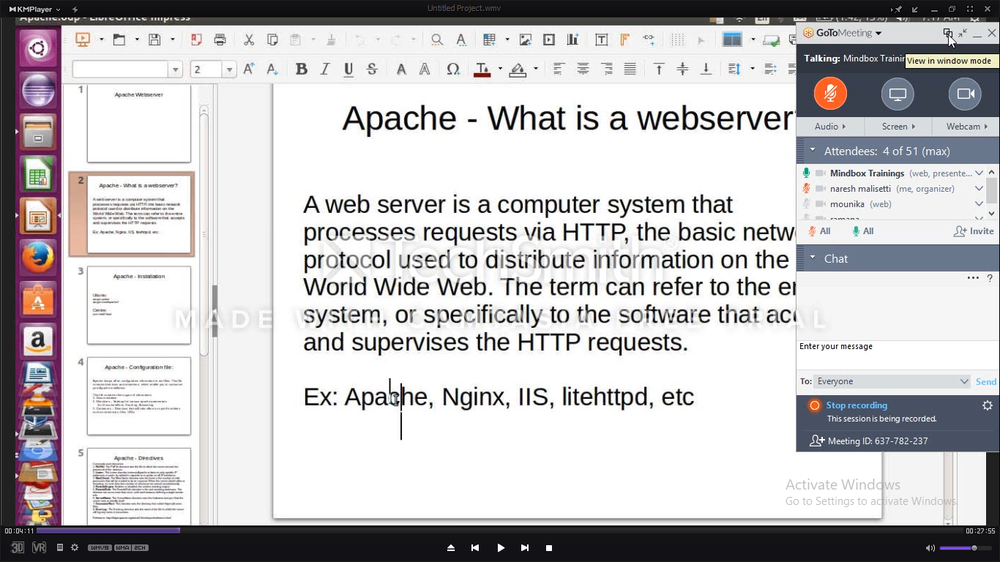 KMPlayer
Untitled Project.wmv
Apache.odp - LibreOffice Impress
2
1
Apache Webserver
2
Apache - What is a webserver?
A web server is a computer system that
processes requests via HTTP, the basic network
protocol used to distribute information on the
World Wide Web. The term can refer to the entire
system, or specifically to the software that accepts
and supervises the HTTP requests.
Ex: Apache, Nginx, IIS, litehttpd, etc
3
Apache - Installation
Ubuntu:
Centos:
4
Apache - Configuration file:
5
Apache - Directives
Apache - What is a webserver?
A web server is a computer system that
processes requests via HTTP, the basic netw
protocol used to distribute information on the
World Wide Web. The term can refer to the en
system, or specifically to the software that acc
and supervises the HTTP requests.
Ex: Apache, Nginx, IIS, litehttpd, etc
TechSmith
MADE WITH CAMTASIA FREE TRIAL
GoToMeeting
Talking: Mindbox Trainin
View in window mode
Audio
Screen
Webcam
Attendees: 4 of 51 (max)
Mindbox Trainings (web, presente...
naresh malisetti (me, organizer)
mounika (web)
ramana
All
All
Invite
Chat
... ?
Enter your message
To: Everyone
Send
Stop recording
This session is being recorded.
Meeting ID: 637-782-237
Activate Windows
Go to Settings to activate Windows.
00:04:11
00:27:55
3D VR WMV9 WMA 2CH